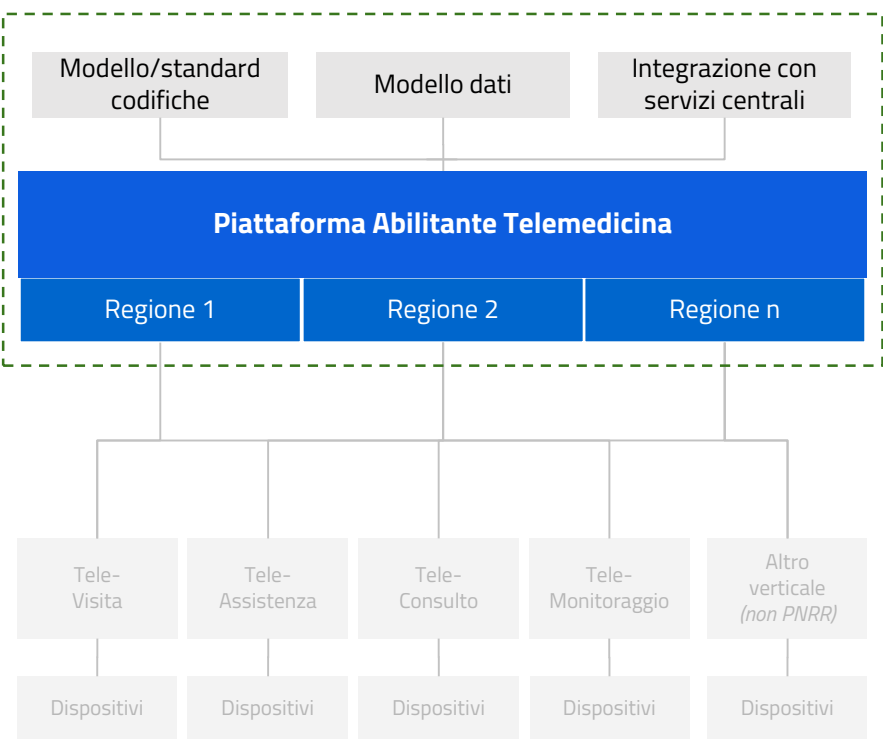 Modello/standard
codifiche
Modello dati
Integrazione con
servizi centrali
Piattaforma Abilitante Telemedicina
Regione 1
Regione 2
Regione n
Tele-
Visita
Tele-
Assistenza
Tele-
Consulto
Tele-
Monitoraggio
Altro
verticale
(non PNRR)
Dispositivi
Dispositivi
Dispositivi
Dispositivi
Dispositivi